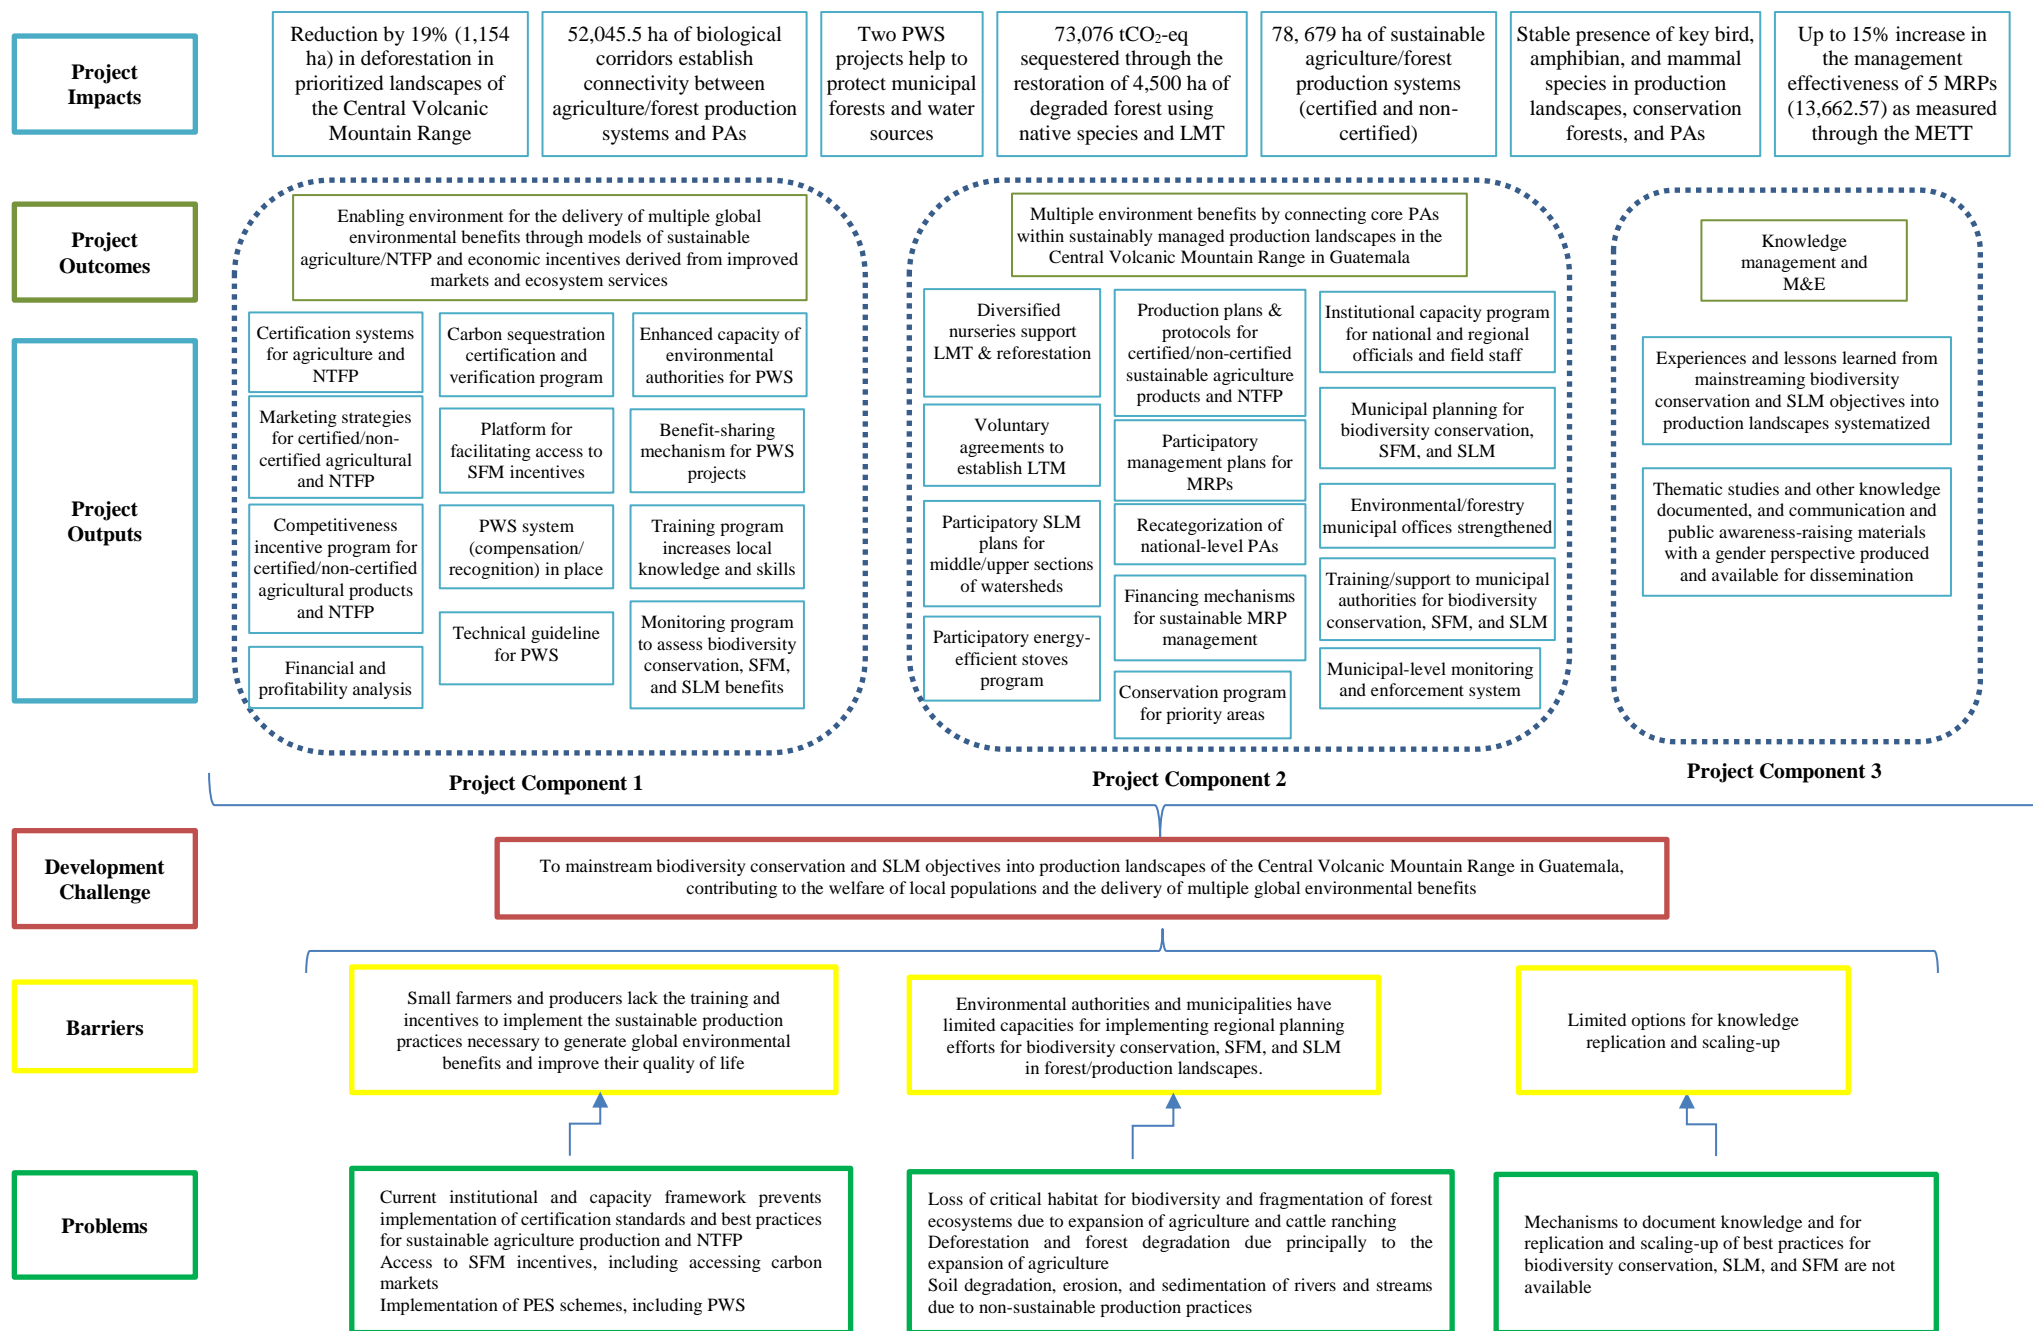 Project
Impacts
Reduction by 19% (1,154
ha) in deforestation in
prioritized landscapes of
the Central Volcanic
Mountain Range
52,045.5 ha of biological
corridors establish
connectivity between
agriculture/forest production
systems and PAs
Two PWS
projects help to
protect municipal
forests and water
sources
73,076 tCO₂-eq
sequestered through the
restoration of 4,500 ha of
degraded forest using
native species and LMT
78, 679 ha of sustainable
agriculture/forest
production systems
(certified and non-
certified)
Stable presence of key bird,
amphibian, and mammal
species in production
landscapes, conservation
forests, and PAs
Up to 15% increase in
the management
effectiveness of 5 MRPs
(13,662.57) as measured
through the METT
Project
Outcomes
Enabling environment for the delivery of multiple global
environmental benefits through models of sustainable
agriculture/NTFP and economic incentives derived from improved
markets and ecosystem services
Multiple environment benefits by connecting core PAs
within sustainably managed production landscapes in the
Central Volcanic Mountain Range in Guatemala
Knowledge
management and
M&E
Project
Outputs
Certification systems
for agriculture and
NTFP
Marketing strategies
for certified/non-
certified agricultural
and NTFP
Competitiveness
incentive program for
certified/non-certified
agricultural products
and NTFP
Financial and
profitability analysis
Carbon sequestration
certification and
verification program
Platform for
facilitating access to
SFM incentives
PWS system
(compensation/
recognition) in place
Technical guideline
for PWS
Enhanced capacity of
environmental
authorities for PWS
Benefit-sharing
mechanism for PWS
projects
Training program
increases local
knowledge and skills
Monitoring program
to assess biodiversity
conservation, SFM,
and SLM benefits
Diversified
nurseries support
LMT & reforestation
Voluntary
agreements to
establish LTM
Participatory SLM
plans for
middle/upper sections
of watersheds
Participatory energy-
efficient stoves
program
Production plans &
protocols for
certified/non-certified
sustainable agriculture
products and NTFP
Participatory
management plans for
MRPs
Recategorization of
national-level PAs
Financing mechanisms
for sustainable MRP
management
Conservation program
for priority areas
Institutional capacity program
for national and regional
officials and field staff
Municipal planning for
biodiversity conservation,
SFM, and SLM
Environmental/forestry
municipal offices strengthened
Training/support to municipal
authorities for biodiversity
conservation, SFM, and SLM
Municipal-level monitoring
and enforcement system
Experiences and lessons learned from
mainstreaming biodiversity
conservation and SLM objectives into
production landscapes systematized
Thematic studies and other knowledge
documented, and communication and
public awareness-raising materials
with a gender perspective produced
and available for dissemination
Project Component 1
Project Component 2
Project Component 3
Development
Challenge
To mainstream biodiversity conservation and SLM objectives into production landscapes of the Central Volcanic Mountain Range in Guatemala,
contributing to the welfare of local populations and the delivery of multiple global environmental benefits
Barriers
Small farmers and producers lack the training and
incentives to implement the sustainable production
practices necessary to generate global environmental
benefits and improve their quality of life
Environmental authorities and municipalities have
limited capacities for implementing regional planning
efforts for biodiversity conservation, SFM, and SLM
in forest/production landscapes.
Limited options for knowledge
replication and scaling-up
Problems
Current institutional and capacity framework prevents
implementation of certification standards and best practices
for sustainable agriculture production and NTFP
Access to SFM incentives, including accessing carbon
markets
Implementation of PES schemes, including PWS
Loss of critical habitat for biodiversity and fragmentation of forest
ecosystems due to expansion of agriculture and cattle ranching
Deforestation and forest degradation due principally to the
expansion of agriculture
Soil degradation, erosion, and sedimentation of rivers and streams
due to non-sustainable production practices
Mechanisms to document knowledge and for
replication and scaling-up of best practices for
biodiversity conservation, SLM, and SFM are not
available